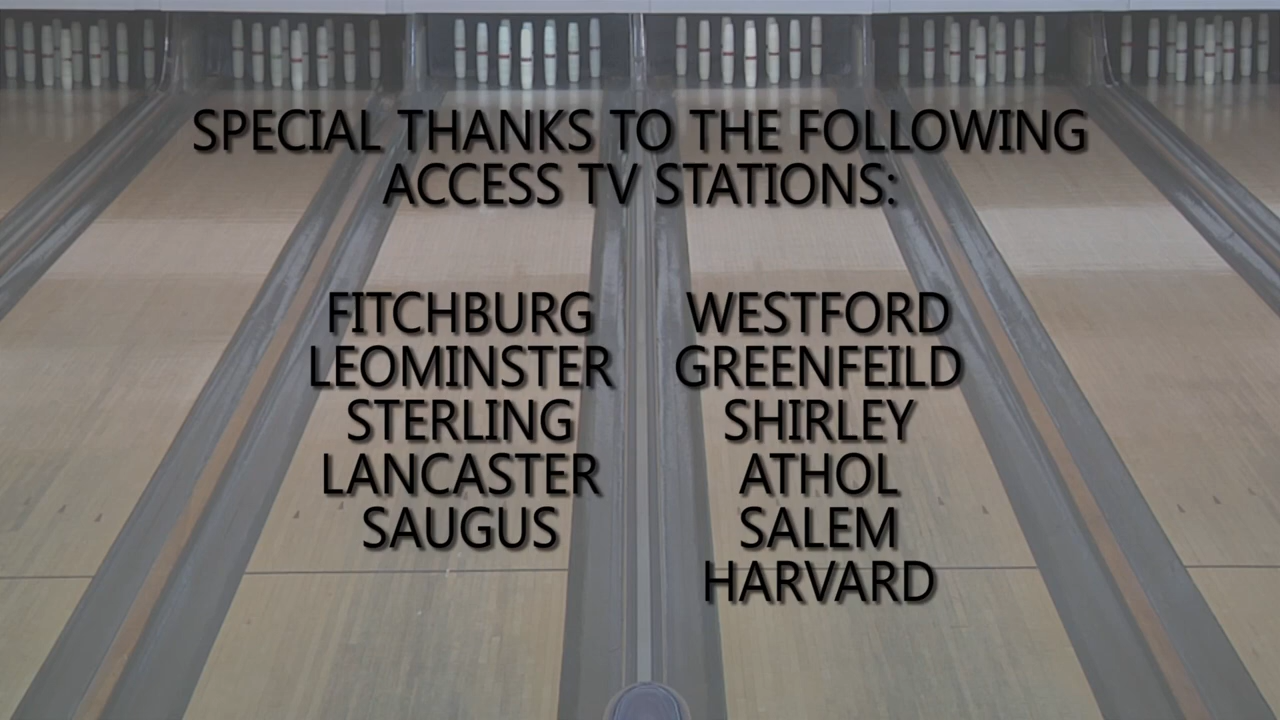 SPECIAL THANKS TO THE FOLLOWING
ACCESS TV STATIONS:
FITCHBURG
LEOMINSTER
STERLING
LANCASTER
SAUGUS
WESTFORD
GREENFEILD
SHIRLEY
ATHOL
SALEM
HARVARD